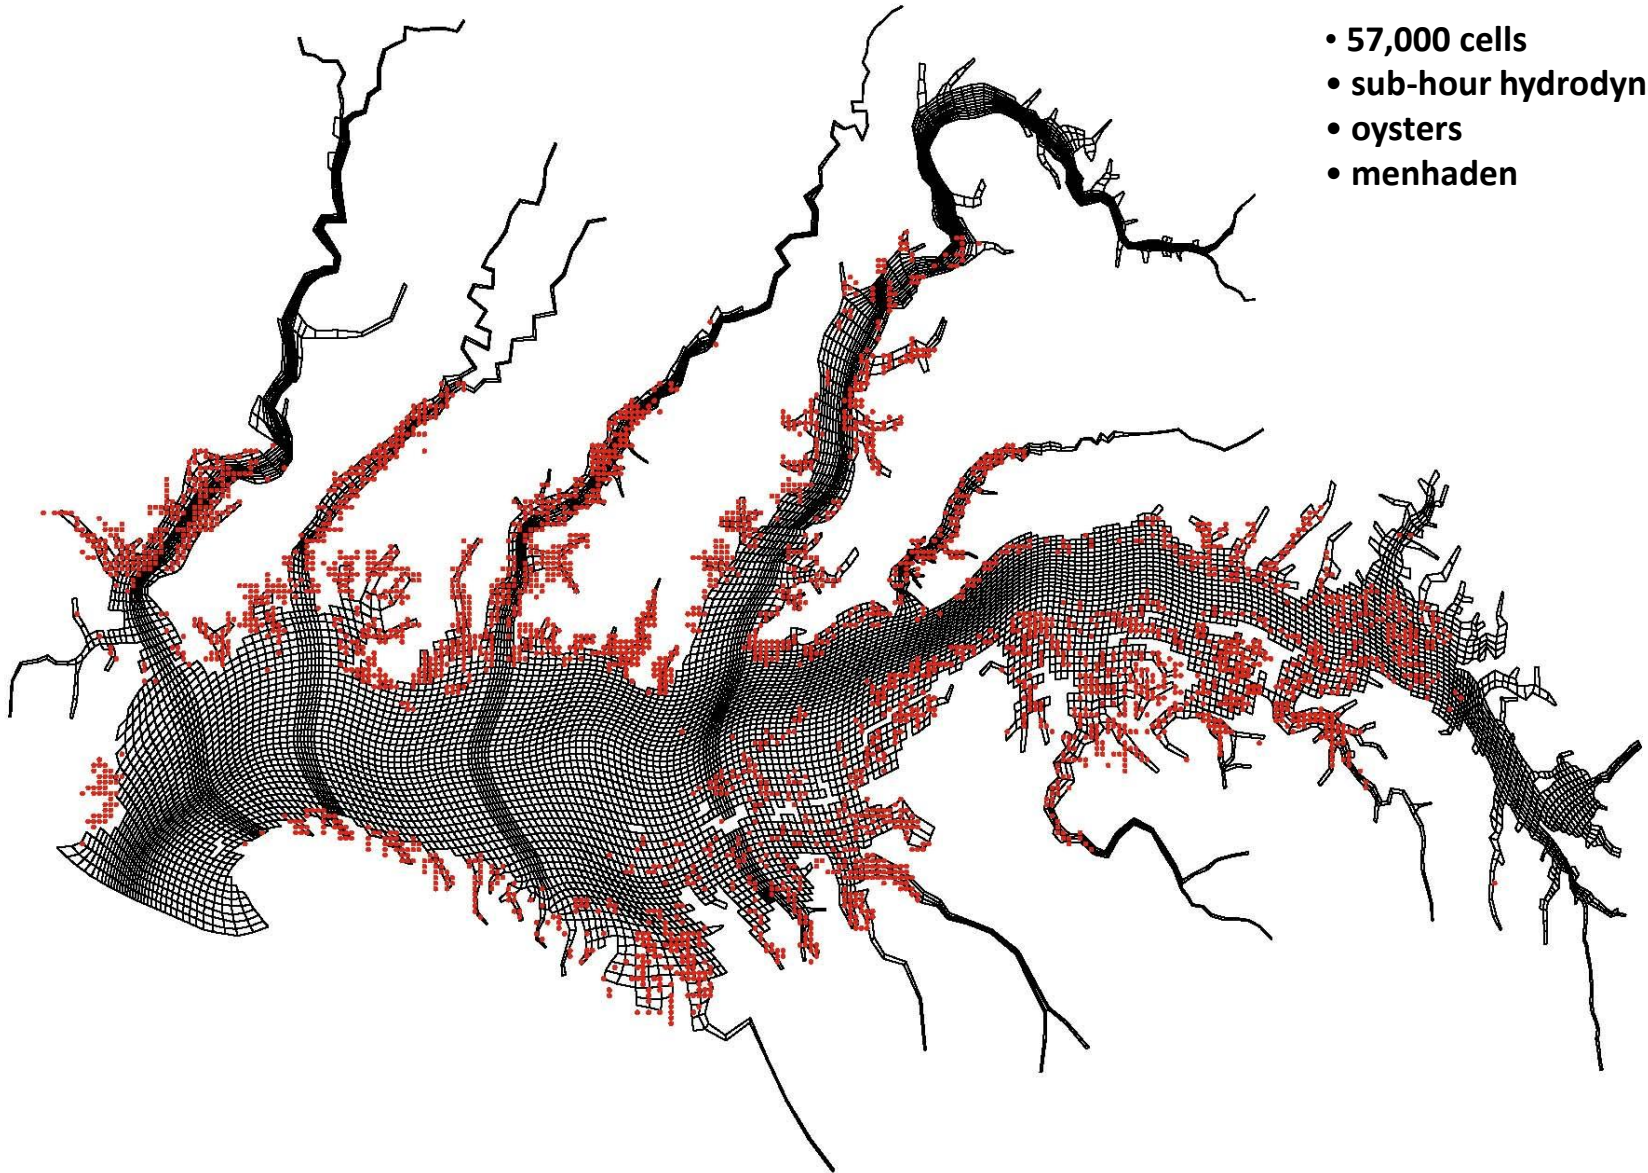 • 57,000 cells
• sub-hour hydrodyn
• oysters
• menhaden